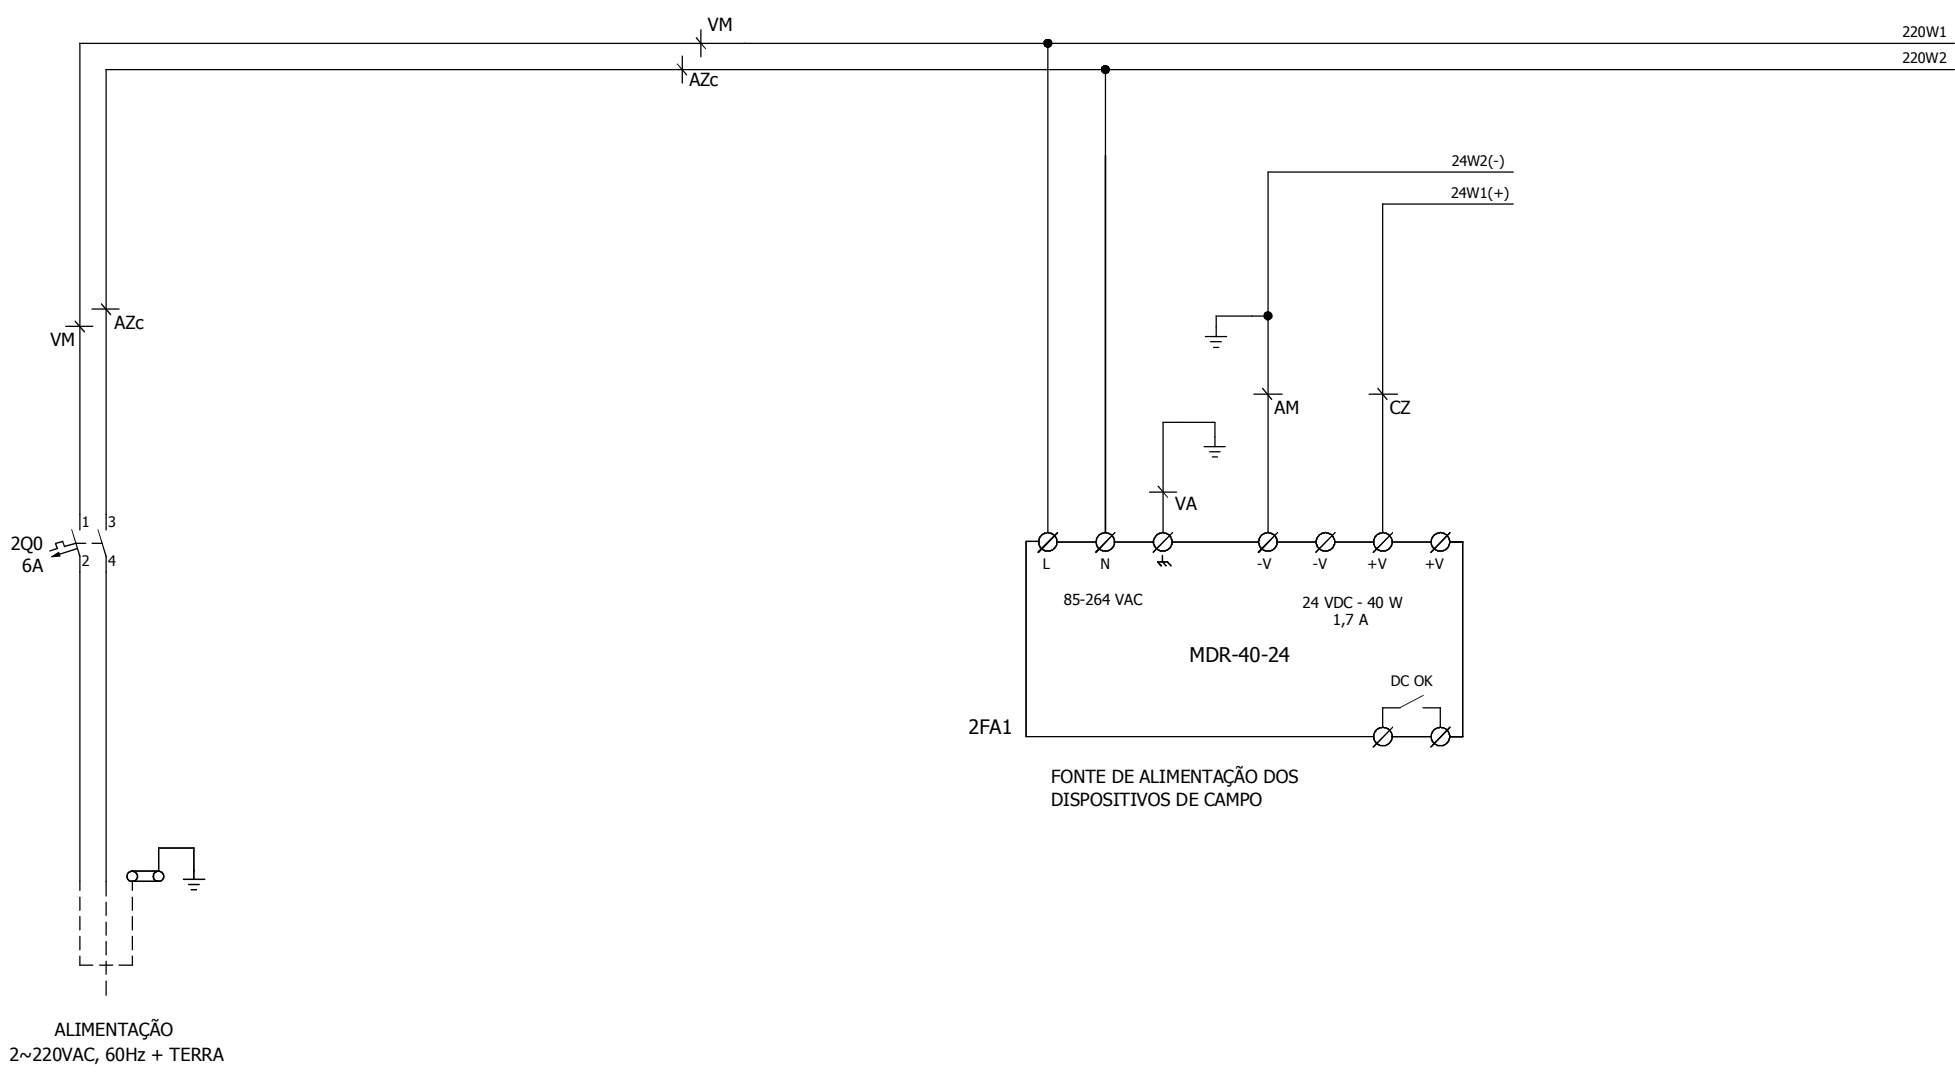 VM
220W1
220W2
AZc
24W2(-)
24W1(+)
AZc
VM
AM
CZ
VA
1
3
2Q0
6A
2
4
L
N
-V
-V
+V
+V
85-264 VAC
24 VDC - 40 W
1,7 A
MDR-40-24
DC OK
2FA1
FONTE DE ALIMENTAÇÃO DOS
DISPOSITIVOS DE CAMPO
ALIMENTAÇÃO
2~220VAC, 60Hz + TERRA